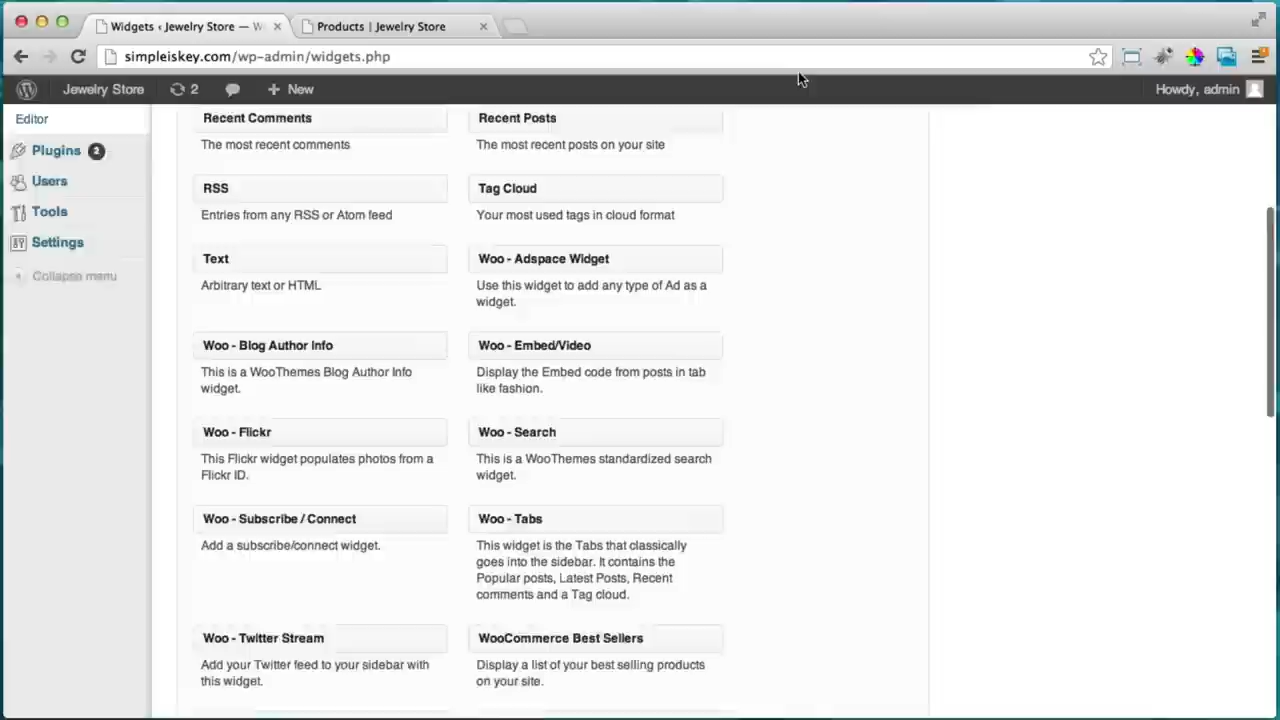 Widgets ‹ Jewelry Store — W
Products | Jewelry Store
simpleiskey.com/wp-admin/widgets.php
Jewelry Store
2
+ New
Howdy, admin
Editor
Plugins 2
Users
Tools
Settings
Collapse menu
Recent Comments
The most recent comments
Recent Posts
The most recent posts on your site
RSS
Entries from any RSS or Atom feed
Tag Cloud
Your most used tags in cloud format
Text
Arbitrary text or HTML
Woo - Adspace Widget
Use this widget to add any type of Ad as a
widget.
Woo - Blog Author Info
This is a WooThemes Blog Author Info
widget.
Woo - Embed/Video
Display the Embed code from posts in tab
like fashion.
Woo - Flickr
This Flickr widget populates photos from a
Flickr ID.
Woo - Search
This is a WooThemes standardized search
widget.
Woo - Subscribe / Connect
Add a subscribe/connect widget.
Woo - Tabs
This widget is the Tabs that classically
goes into the sidebar. It contains the
Popular posts, Latest Posts, Recent
comments and a Tag cloud.
Woo - Twitter Stream
Add your Twitter feed to your sidebar with
this widget.
WooCommerce Best Sellers
Display a list of your best selling products
on your site.